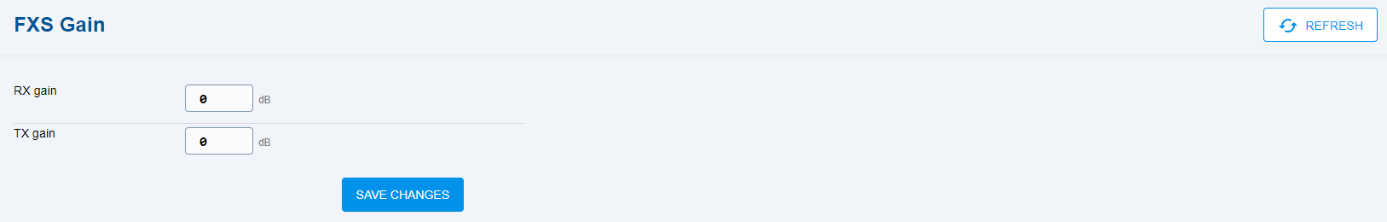 FXS Gain
REFRESH
RX gain
0 dB
TX gain
0 dB
SAVE CHANGES